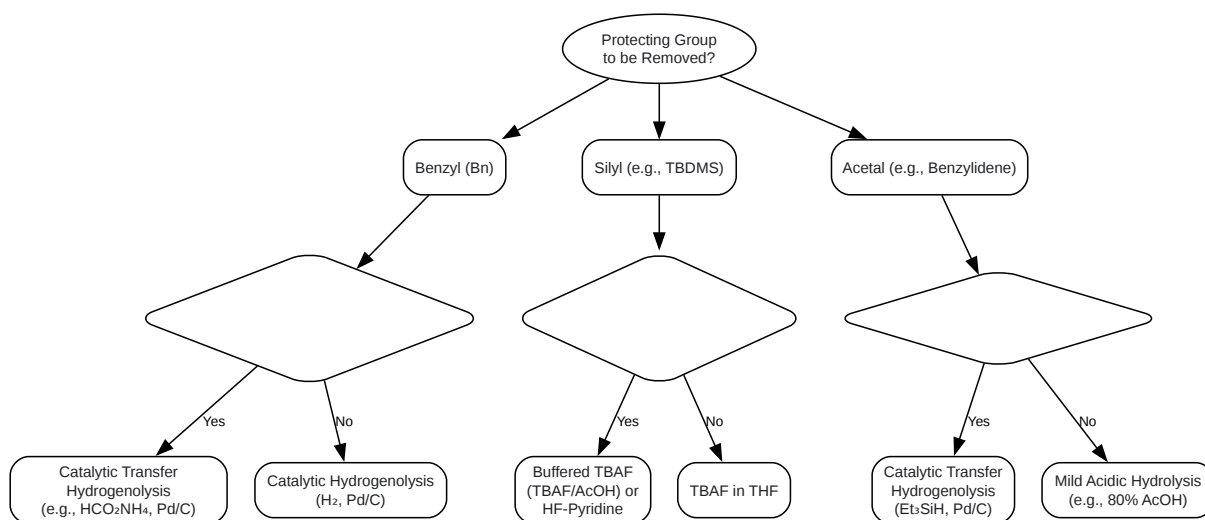 Protecting Group
to be Removed?
Benzyl (Bn)
Silyl (e.g., TBDMS)
Acetal (e.g., Benzylidene)
Yes
No
Yes
No
Yes
No
Catalytic Transfer
Hydrogenolysis
(e.g., HCO₂NH₄, Pd/C)
Catalytic Hydrogenolysis
(H₂, Pd/C)
Buffered TBAF
(TBAF/AcOH) or
HF-Pyridine
TBAF in THF
Catalytic Transfer
Hydrogenolysis
(Et₃SiH, Pd/C)
Mild Acidic Hydrolysis
(e.g., 80% AcOH)